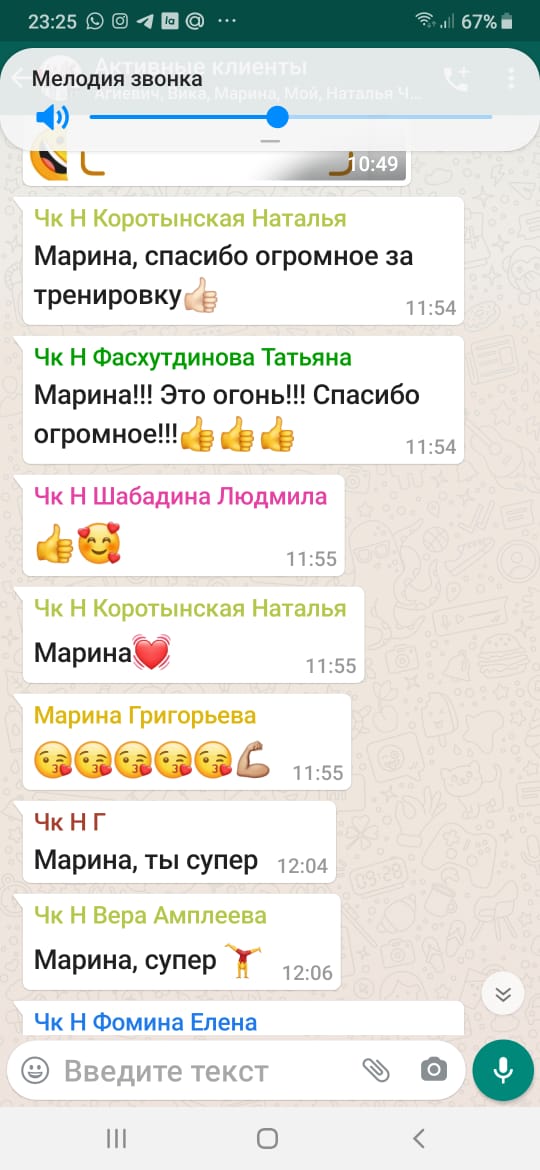 23:25
67%
Активные клиенты
Мелодия звонка
Агиевич, Вика, Марина, Мой, Наталья Ч...
10:49
Чк Н Коротынская Наталья
Марина, спасибо огромное за
тренировку👍🏻
11:54
Чк Н Фасхутдинова Татьяна
Марина!!! Это огонь!!! Спасибо
огромное!!!👍👍👍
11:54
Чк Н Шабадина Людмила
👍🥰
11:55
Чк Н Коротынская Наталья
Марина💓
11:55
Марина Григорьева
😘😘😘😘😘💪🏽
11:55
Чк Н Г
Марина, ты супер
12:04
Чк Н Вера Амплеева
Марина, супер 🤸
12:06
Чк Н Фомина Елена
Введите текст